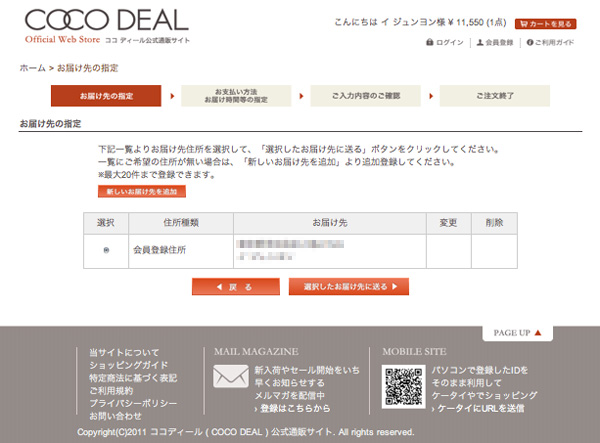 COCO DEAL
Official Web Store ココ ディール公式通販サイト
こんにちは イ ジュンヨン様 ¥ 11,550 (1点) カートを見る
ログイン 会員登録 ご利用ガイド
ホーム > お届け先の指定
お届け先の指定
お支払い方法
お届け時間等の指定
ご入力内容のご確認
ご注文終了
お届け先の指定
下記一覧よりお届け先住所を選択して、「選択したお届け先に送る」ボタンをクリックしてください。
一覧にご希望の住所が無い場合は、「新しいお届け先を追加」より追加登録してください。
※最大20件まで登録できます。
新しいお届け先を追加
選択 住所種類 お届け先 変更 削除
会員登録住所
戻る 選択したお届け先に送る
PAGE UP
当サイトについて
ショッピングガイド
特定商法に基づく表記
ご利用規約
プライバシーポリシー
お問い合わせ
MAIL MAGAZINE
新入荷やセール開始をいち
早くお知らせする
メルマガを配信中
› 登録はこちらから
MOBILE SITE
パソコンで登録したIDを
そのまま利用して
ケータイやでショッピング
› ケータイにURLを送信
Copyright(C)2011 ココディール ( COCO DEAL ) 公式通販サイト. All rights reserved.